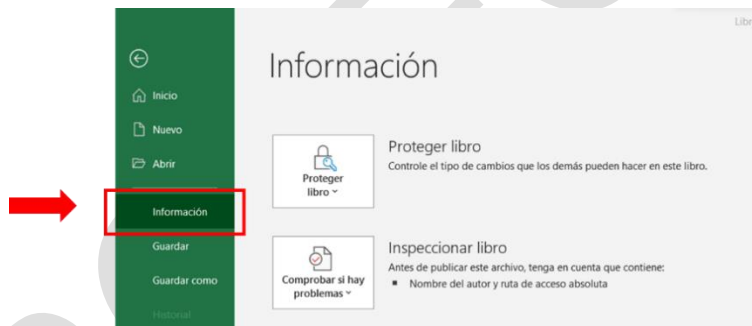 Libr
Información
Inicio
Nuevo
Abrir
Información
Guardar
Guardar como
Historial
Proteger
libro
Proteger libro
Controle el tipo de cambios que los demás pueden hacer en este libro.
Comprobar si hay
problemas
Inspeccionar libro
Antes de publicar este archivo, tenga en cuenta que contiene:
Nombre del autor y ruta de acceso absoluta